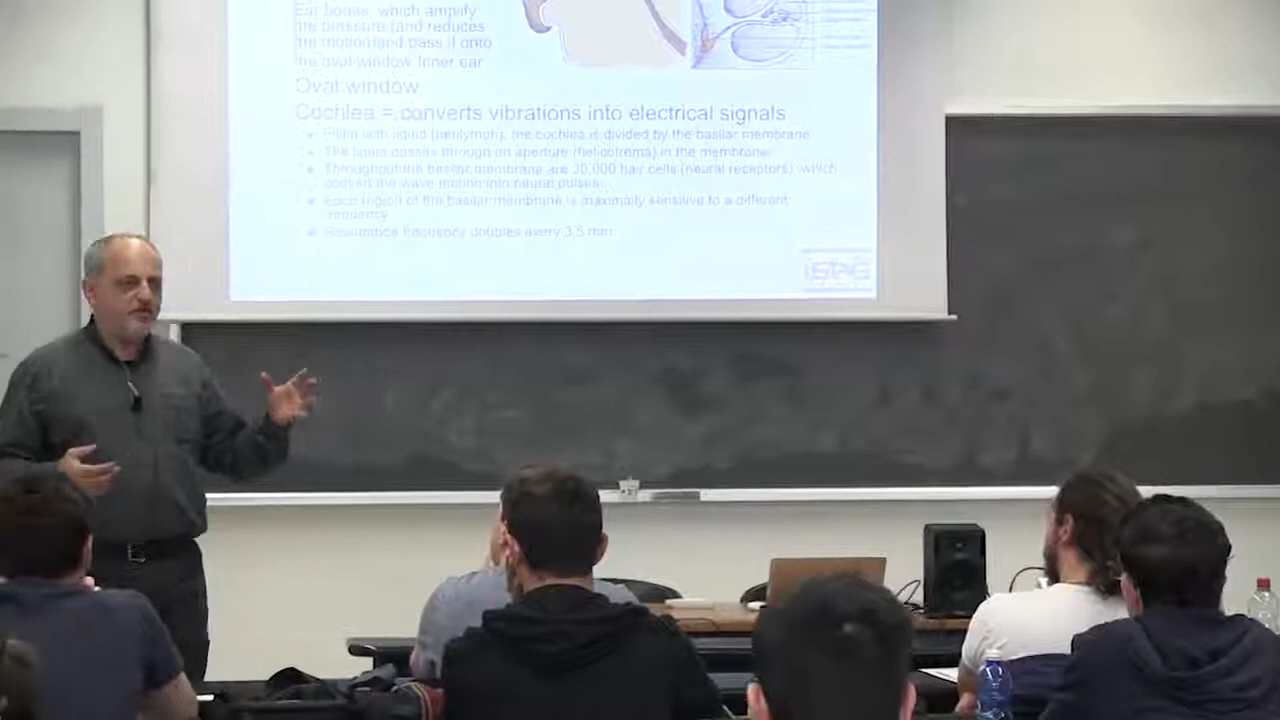 Ear bones, which amplify
the pressure (and reduces
the motion)and pass it onto
the oval window. Inner ear
Oval window
Cochlea = converts vibrations into electrical signals
Filled with liquid (perilymph), the cochlea is divided by the basilar membrane
The liquid passes through an aperture (helicotrema) in the membrane
Throughout the basilar membrane are 30,000 hair cells (neural receptors), which
convert the wave motion into neural pulses
Each region of the basilar membrane is maximally sensitive to a different
frequency
Resonance frequency doubles every 3.5 mm